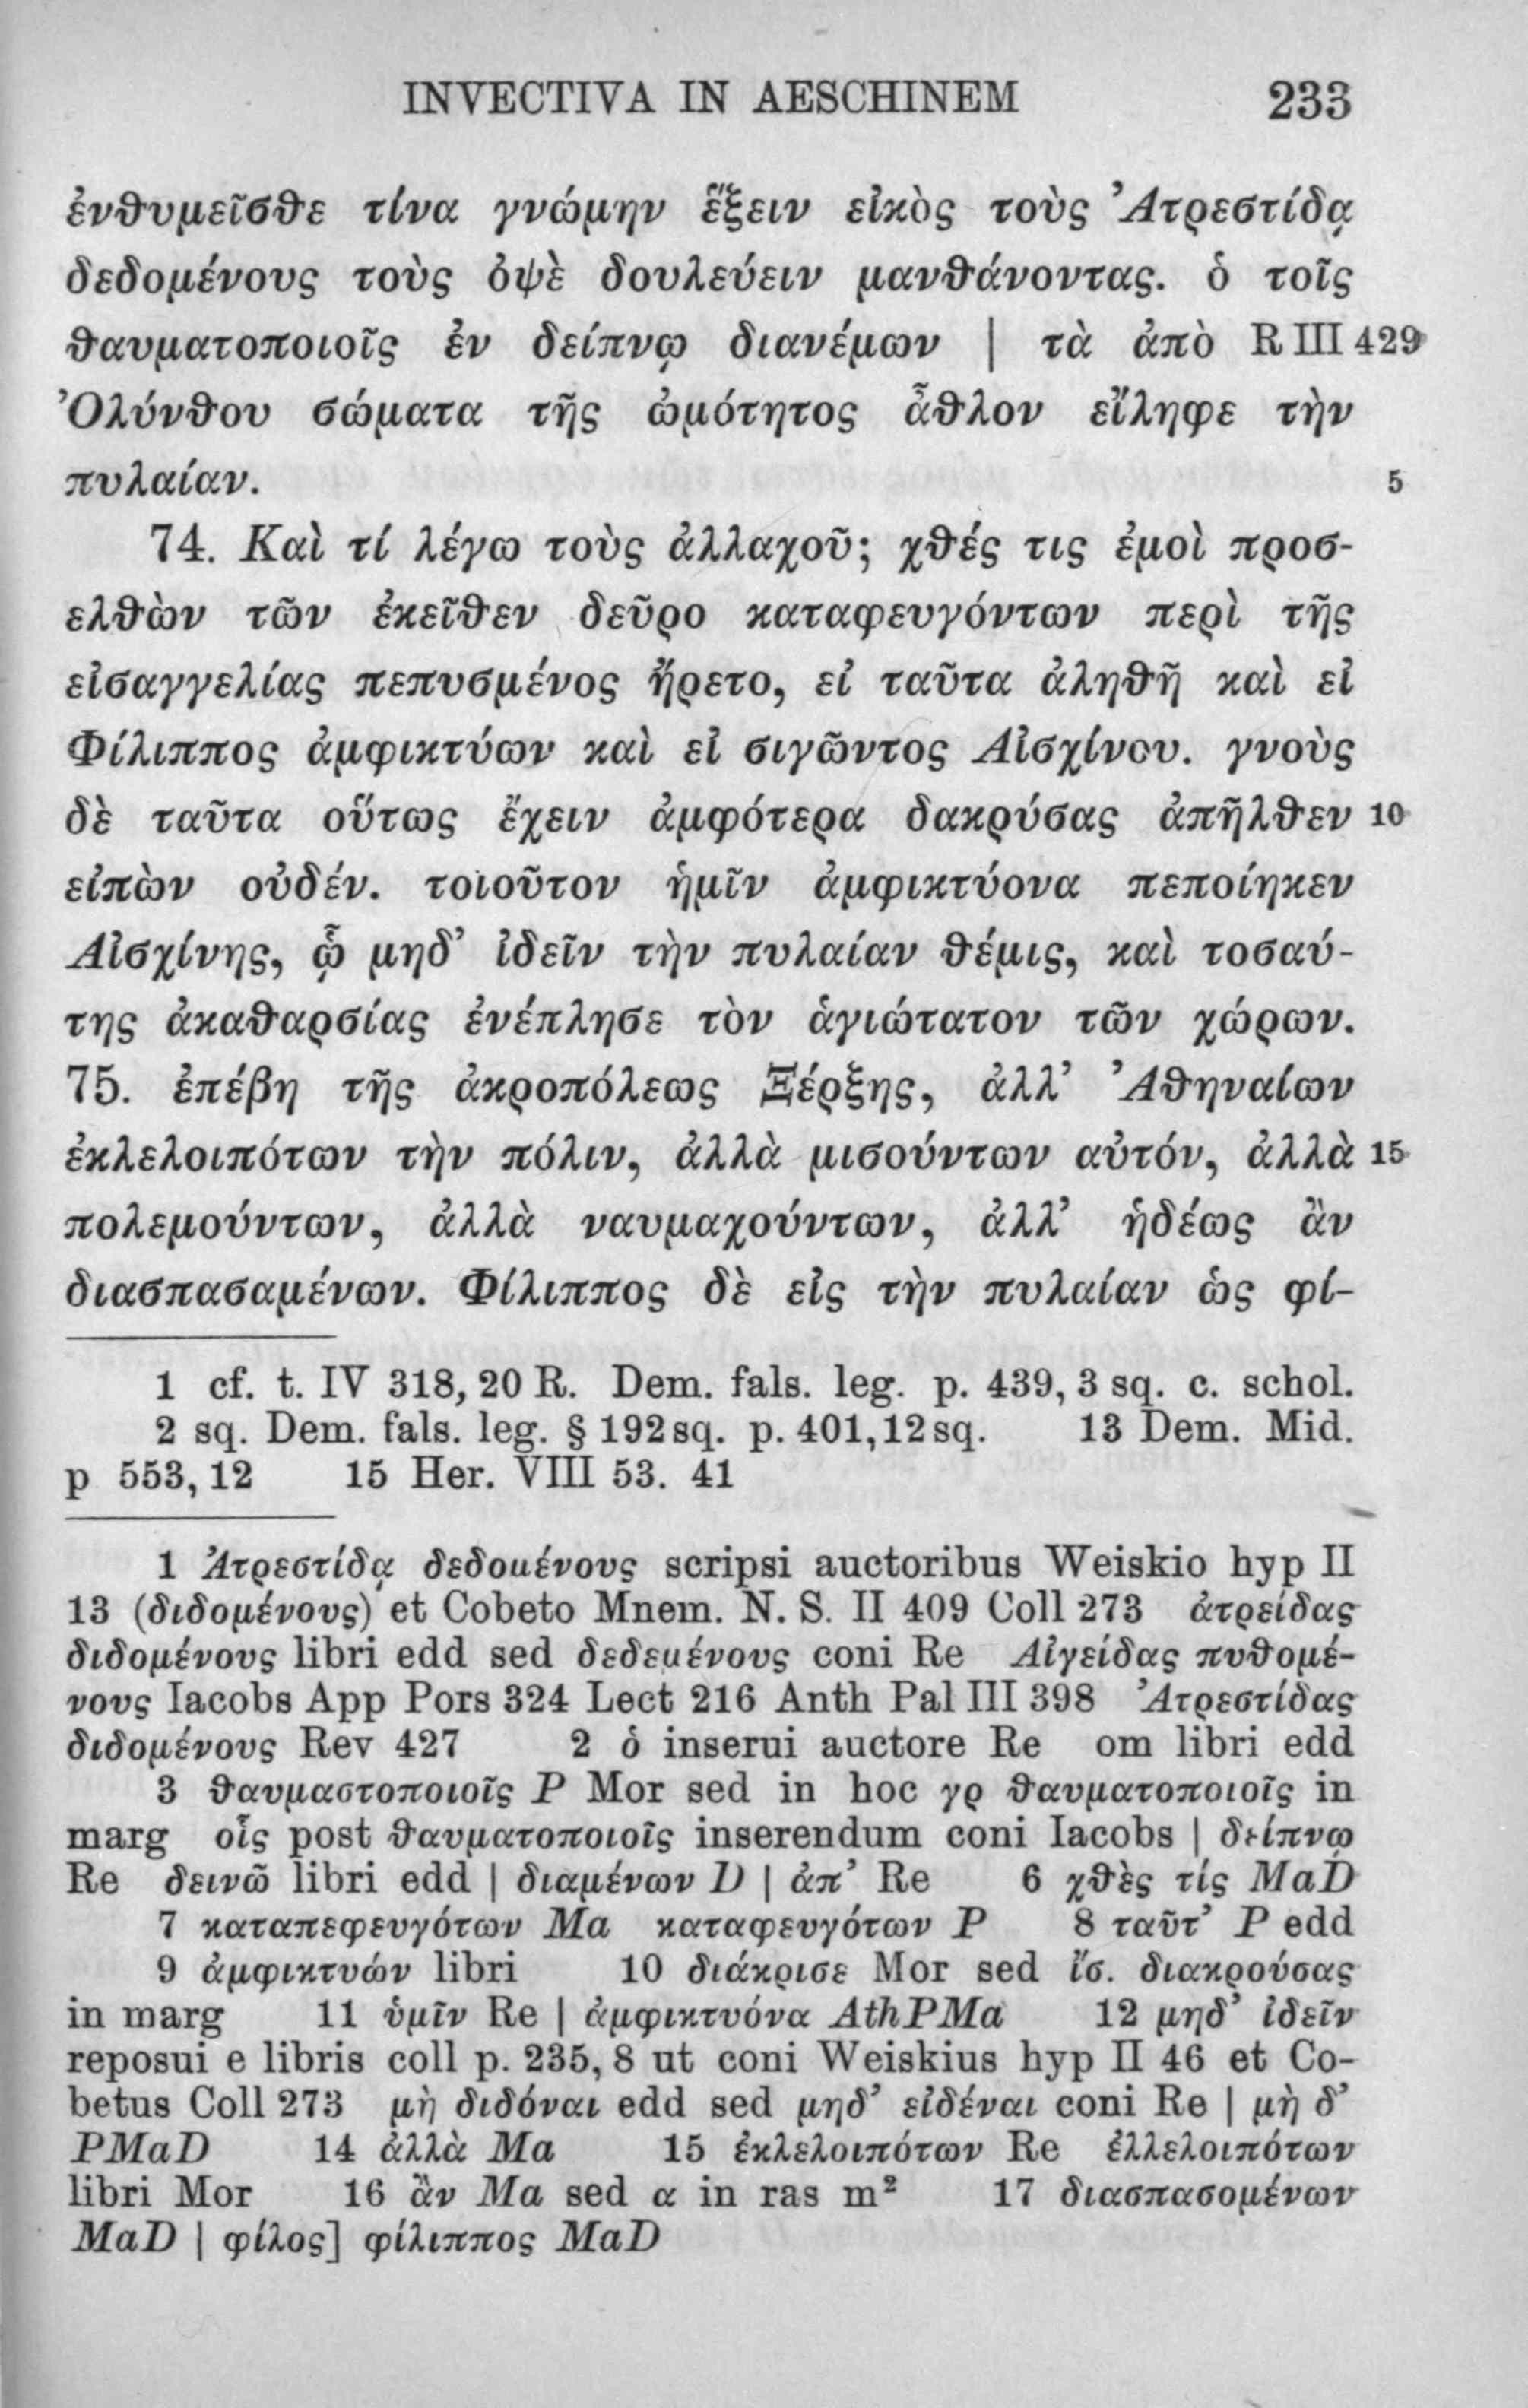 INVECTIVA IN AESCHINEM 233
ἐνθυμεῖσθε τίνα γνώμην ἕξειν εἰκὸς τοὺς Ἀτρεστίδᾳ
δεδομένους τοὺς ὀψὲ δουλεύειν μανθάνοντας. ὁ τοῖς
θαυματοποιοῖς ἐν δείπνῳ διανέμων | τὰ ἀπὸ R III 429
Ὀλύνθου σώματα τῆς ὠμότητος ἆθλον εἴληφε τὴν
πυλαίαν. 5
74. Καὶ τί λέγω τοὺς ἀλλαχοῦ; χθές τις ἐμοὶ προσ-
ελθὼν τῶν ἐκεῖθεν δεῦρο καταφευγόντων περὶ τῆς
εἰσαγγελίας πεπυσμένος ἤρετο, εἰ ταῦτα ἀληθῆ καὶ εἰ
Φίλιππος ἀμφικτύων καὶ εἰ σιγῶντος Αἰσχίνου. γνοὺς
δὲ ταῦτα οὕτως ἔχειν ἀμφότερα δακρύσας ἀπῆλθεν 10
εἰπὼν οὐδέν. τοιοῦτον ἡμῖν ἀμφικτύονα πεποίηκεν
Αἰσχίνης, ᾧ μηδ’ ἰδεῖν τὴν πυλαίαν θέμις, καὶ τοσαύ-
της ἀκαθαρσίας ἐνέπλησε τὸν ἁγιώτατον τῶν χώρων.
75. ἐπέβη τῆς ἀκροπόλεως Ξέρξης, ἀλλ’ Ἀθηναίων
ἐκλελοιπότων τὴν πόλιν, ἀλλὰ μισούντων αὐτόν, ἀλλὰ 15
πολεμούντων, ἀλλὰ ναυμαχούντων, ἀλλ’ ἡδέως ἂν
διασπασαμένων. Φίλιππος δὲ εἰς τὴν πυλαίαν ὡς φί-
1 cf. t. IV 318, 20 R. Dem. fals. leg. p. 439, 3 sq. c. schol.
2 sq. Dem. fals. leg. § 192 sq. p. 401, 12 sq. 13 Dem. Mid.
p 553, 12 15 Her. VIII 53. 41
1 Ἀτρεστίδᾳ δεδομένους scripsi auctoribus Weiskio hyp II
13 (διδομένους) et Cobeto Mnem. N. S. II 409 Coll 273 ἀτρείδας
διδομένους libri edd sed δεδεμένους coni Re Αἰγείδας πυθομέ-
νους Iacobs App Pors 324 Lect 216 Anth Pal III 398 Ἀτρεστίδας
διδομένους Rev 427 2 ὁ inserui auctore Re om libri edd
3 θαυμαστοποιοῖς P Mor sed in hoc γρ θαυματοποιοῖς in
marg οἷς post θαυματοποιοῖς inserendum coni Iacobs | δείπνῳ
Re δεινῶ libri edd | διαμένων D | ἀπ’ Re 6 χθὲς τίς MaD
7 καταπεφευγότων Ma καταφευγότων P 8 ταῦτ’ P edd
9 ἀμφικτυών libri 10 διάκρισε Mor sed ἴσ. διακρούσας
in marg 11 ὑμῖν Re | ἀμφικτυόνα AthPMa 12 μηδ’ ἰδεῖν
reposui e libris coll p. 235, 8 ut coni Weiskius hyp II 46 et Co-
betus Coll 273 μὴ διδόναι edd sed μηδ’ εἰδέναι coni Re | μὴ δ’
PMaD 14 ἀλλὰ Ma 15 ἐκλελοιπότων Re ἐλλελοιπότων
libri Mor 16 ἂν Ma sed α in ras m² 17 διασπασομένων
MaD | φίλος] φίλιππος MaD